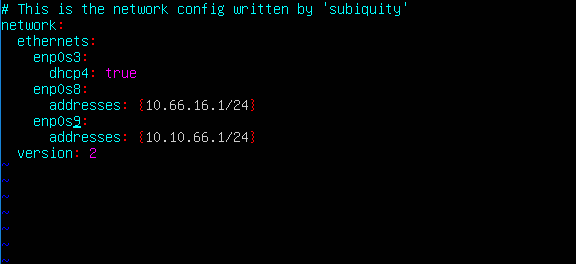 # This is the network config written by 'subiquity'
network:
  ethernets:
    enp0s3:
      dhcp4: true
    enp0s8:
      addresses: {10.66.16.1/24}
    enp0s9:
      addresses: {10.10.66.1/24}
  version: 2
~
~
~
~
~
~
~